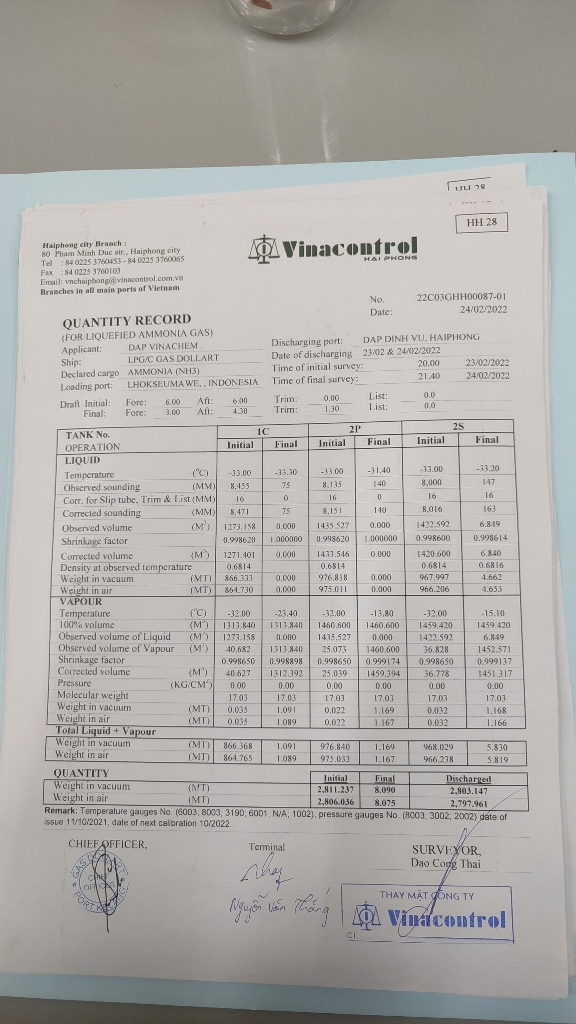 HH 28
HH 28
Haiphong city Branch :
80 Pham Minh Duc str., Haiphong city
Tel : 84 0225 3760453 - 84 0225 3760065
Fax : 84 0225 3760103
Email: vnchaiphong@vinacontrol.com.vn
Branches in all main ports of Vietnam
Vinacontrol
HAI PHONG
No. 22C03GHH00087-01
Date: 24/02/2022
QUANTITY RECORD
(FOR LIQUEFIED AMMONIA GAS)
Applicant: DAP VINACHEM
Ship: LPG/C GAS DOLLART
Declared cargo AMMONIA (NH3)
Loading port: LHOKSEUMAWE, , INDONESIA
Discharging port: DAP DINH VU, HAIPHONG
Date of discharging 23/02 & 24/02/2022
Time of initial survey: 20.00 23/02/2022
Time of final survey: 21.40 24/02/2022
Draft Initial: Fore: 6.00 Aft: 6.00 Trim: 0.00 List: 0.0
Final: Fore: 3.00 Aft: 4.30 Trim: 1.30 List: 0.0
TANK No. 1C 2P 2S
OPERATION Initial Final Initial Final Initial Final
LIQUID
Temperature (°C) -33.00 -33.30 -33.00 -31.40 -33.00 -33.20
Observed sounding (MM) 8,455 75 8,135 140 8,000 147
Corr. for Slip tube, Trim & List (MM) 16 0 16 0 16 16
Corrected sounding (MM) 8,471 75 8,151 140 8,016 163
Observed volume (M³) 1273.158 0.000 1435.527 0.000 1422.592 6.849
Shrinkage factor 0.998620 1.000000 0.998620 1.000000 0.998600 0.998614
Corrected volume (M³) 1271.401 0.000 1433.546 0.000 1420.600 6.840
Density at observed temperature 0.6814 0.6814 0.6814 0.6816
Weight in vacuum (MT) 866.333 0.000 976.818 0.000 967.997 4.662
Weight in air (MT) 864.730 0.000 975.011 0.000 966.206 4.653
VAPOUR
Temperature (°C) -32.00 -23.40 -32.00 -13.80 -32.00 -15.10
100% volume (M³) 1313.840 1313.840 1460.600 1460.600 1459.420 1459.420
Observed volume of Liquid (M³) 1273.158 0.000 1435.527 0.000 1422.592 6.849
Observed volume of Vapour (M³) 40.682 1313.840 25.073 1460.600 36.828 1452.571
Shrinkage factor 0.998650 0.998898 0.998650 0.999174 0.998650 0.999137
Corrected volume (M³) 40.627 1312.392 25.039 1459.394 36.778 1451.317
Pressure (KG/CM²) 0.00 0.00 0.00 0.00 0.00 0.00
Molecular weight 17.03 17.03 17.03 17.03 17.03 17.03
Weight in vacuum (MT) 0.035 1.091 0.022 1.169 0.032 1.168
Weight in air (MT) 0.035 1.089 0.022 1.167 0.032 1.166
Total Liquid + Vapour
Weight in vacuum (MT) 866.368 1.091 976.840 1.169 968.029 5.830
Weight in air (MT) 864.765 1.089 975.033 1.167 966.238 5.819
QUANTITY Initial Final Discharged
Weight in vacuum (MT) 2,811.237 8.090 2,803.147
Weight in air (MT) 2,806.036 8.075 2,797.961
Remark: Temperature gauges No. (6003; 8003; 3190; 6001; N/A; 1002), pressure gauges No. (8003; 3002; 2002) date of
issue 11/10/2021, date of next calibration 10/2022
CHIEF OFFICER, Terminal SURVEYOR,
Dao Cong Thai
CHIEF
OFFICER
Nguyễn Văn Thắng
THAY MẶT CÔNG TY
Vinacontrol
CI